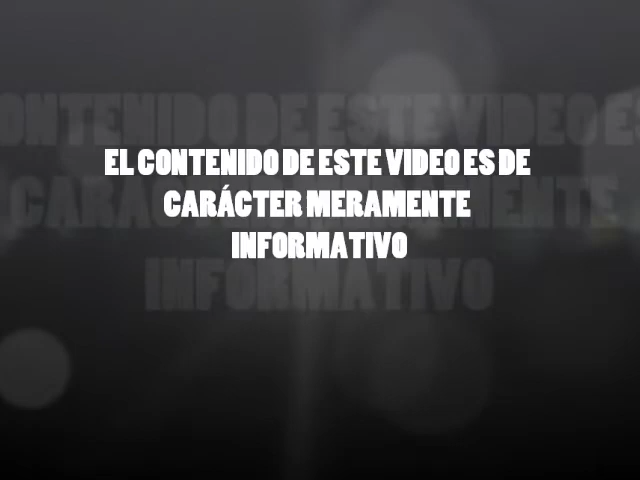 EL CONTENIDO DE ESTE VIDEO ES DE
CARÁCTER MERAMENTE
INFORMATIVO